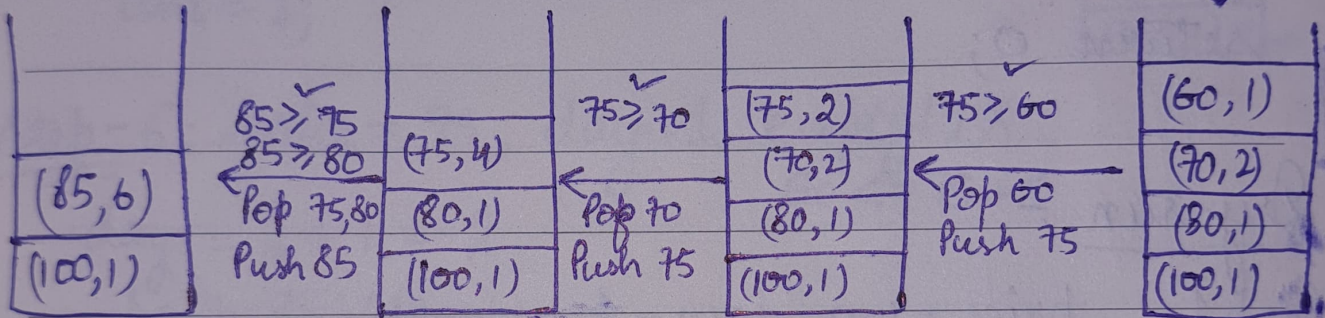 85≥75
85≥80
Pop 75,80
Push 85
(85,6)
(100,1)
75≥70
Pop 70
Push 75
(75,4)
(80,1)
(100,1)
75≥60
Pop 60
Push 75
(75,2)
(70,2)
(80,1)
(100,1)
(60,1)
(70,2)
(80,1)
(100,1)